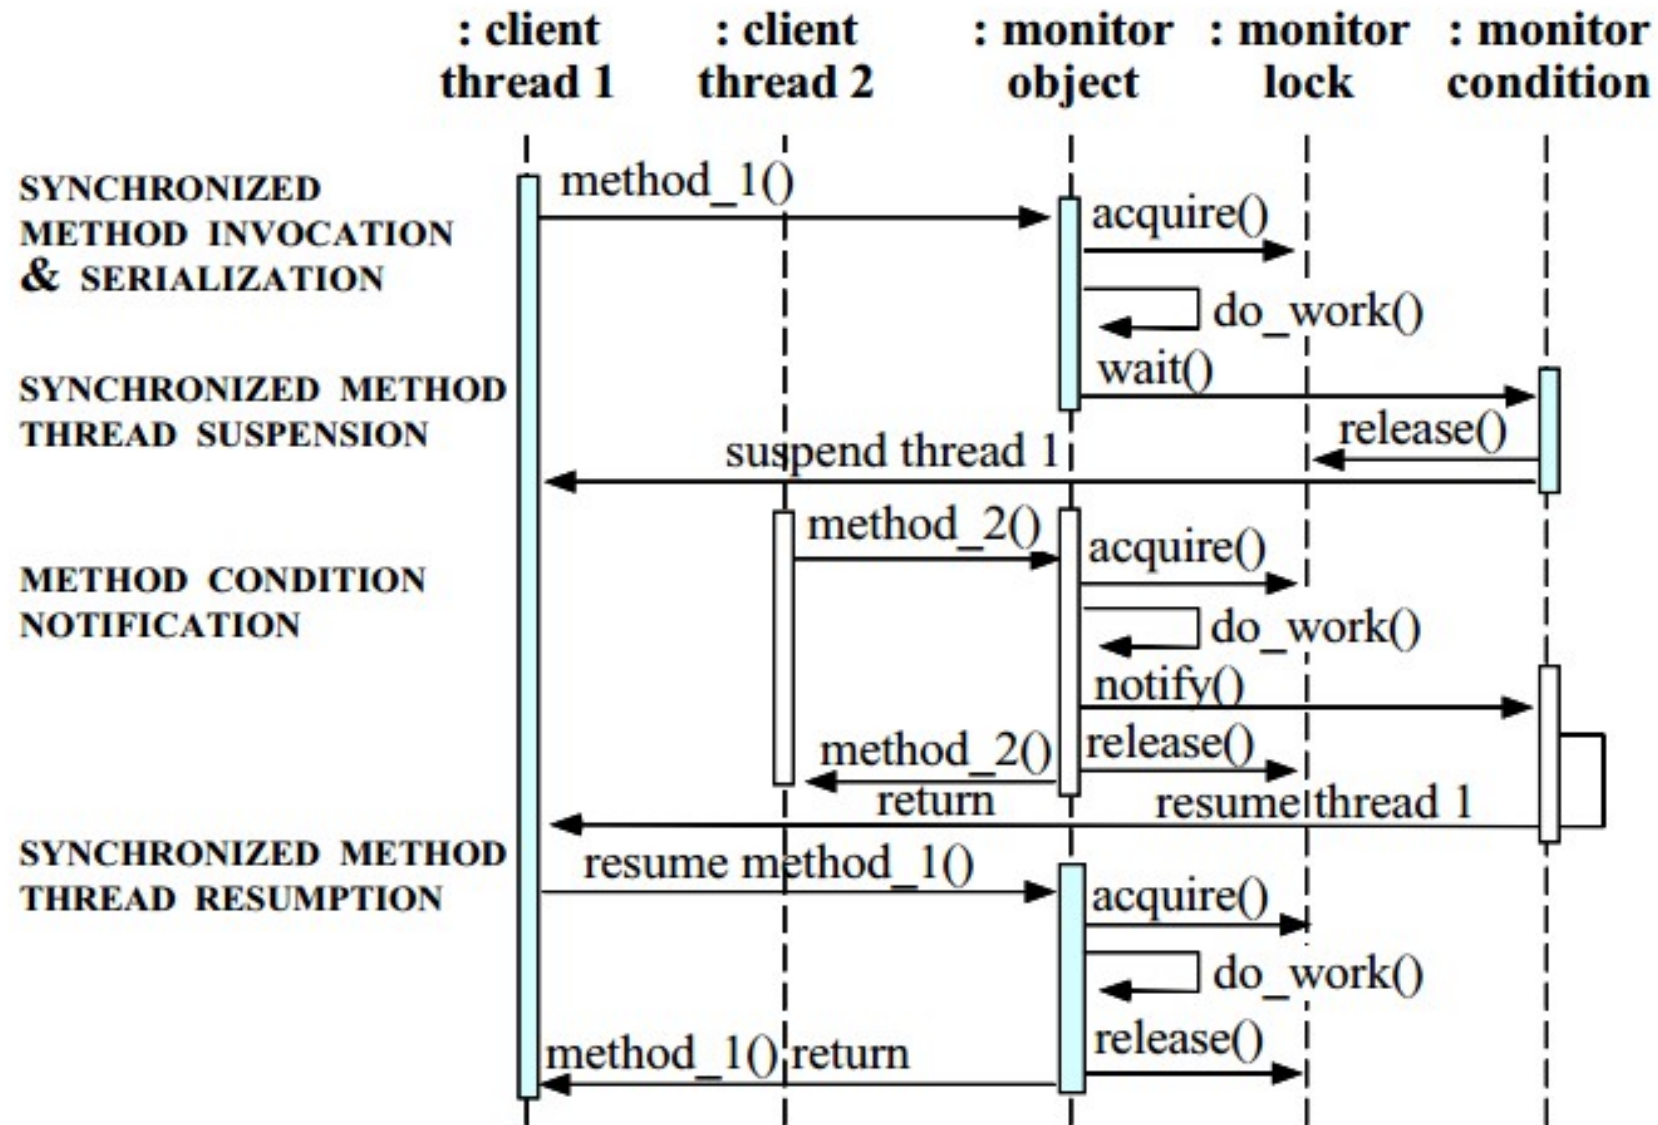 : client
thread 1
: client
thread 2
: monitor
object
: monitor
lock
: monitor
condition
SYNCHRONIZED
METHOD INVOCATION
& SERIALIZATION
method_1()
acquire()
do_work()
SYNCHRONIZED METHOD
THREAD SUSPENSION
wait()
release()
suspend thread 1
METHOD CONDITION
NOTIFICATION
method_2()
acquire()
do_work()
notify()
release()
method_2()
return
resume thread 1
SYNCHRONIZED METHOD
THREAD RESUMPTION
resume method_1()
acquire()
do_work()
release()
method_1() return